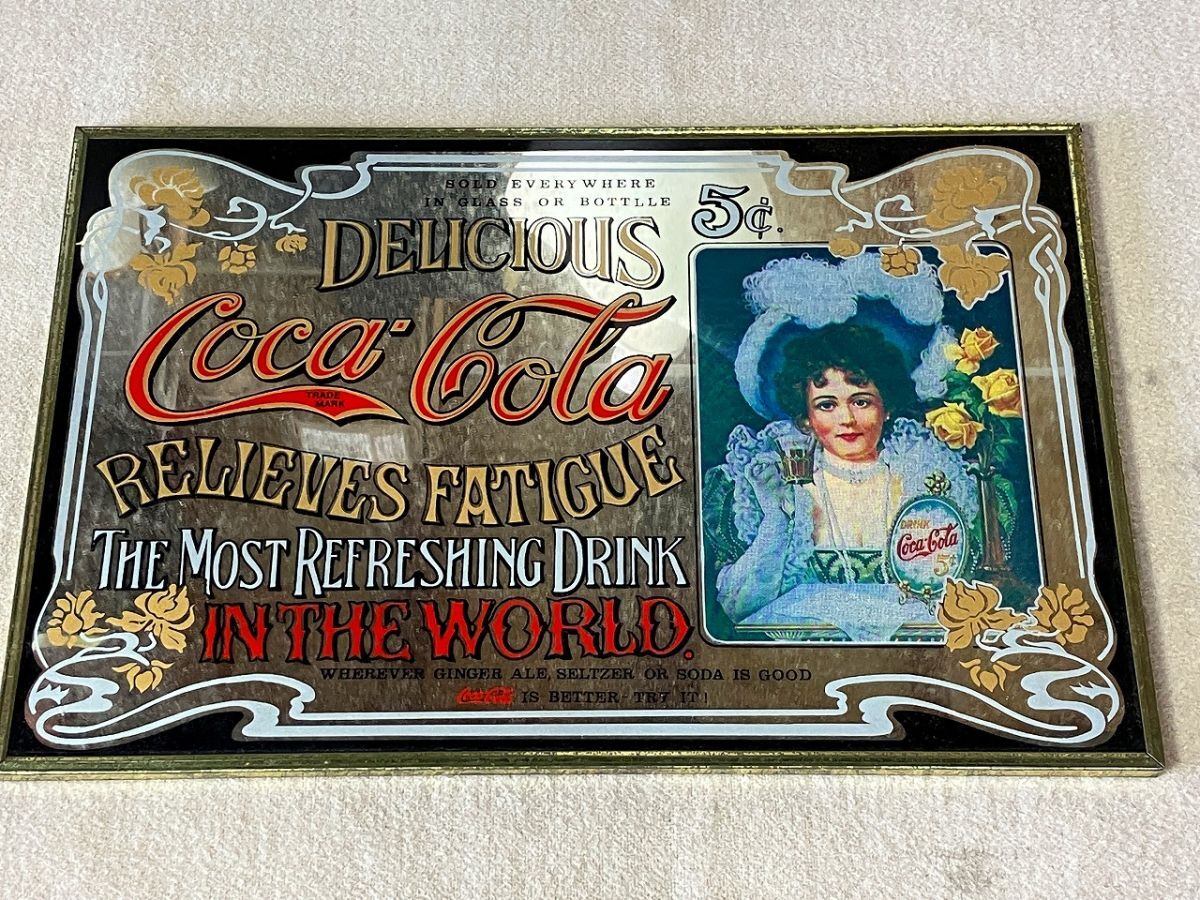 SOLD EVERYWHERE
IN GLASS OR BOTTLLE
5¢.
DELICIOUS
Coca-Cola
TRADE
MARK
RELIEVES FATIGUE
THE MOST REFRESHING DRINK
IN THE WORLD.
WHEREVER GINGER ALE, SELTZER OR SODA IS GOOD
Coca-Cola IS BETTER - TRY IT!
DRINK
Coca-Cola
5¢